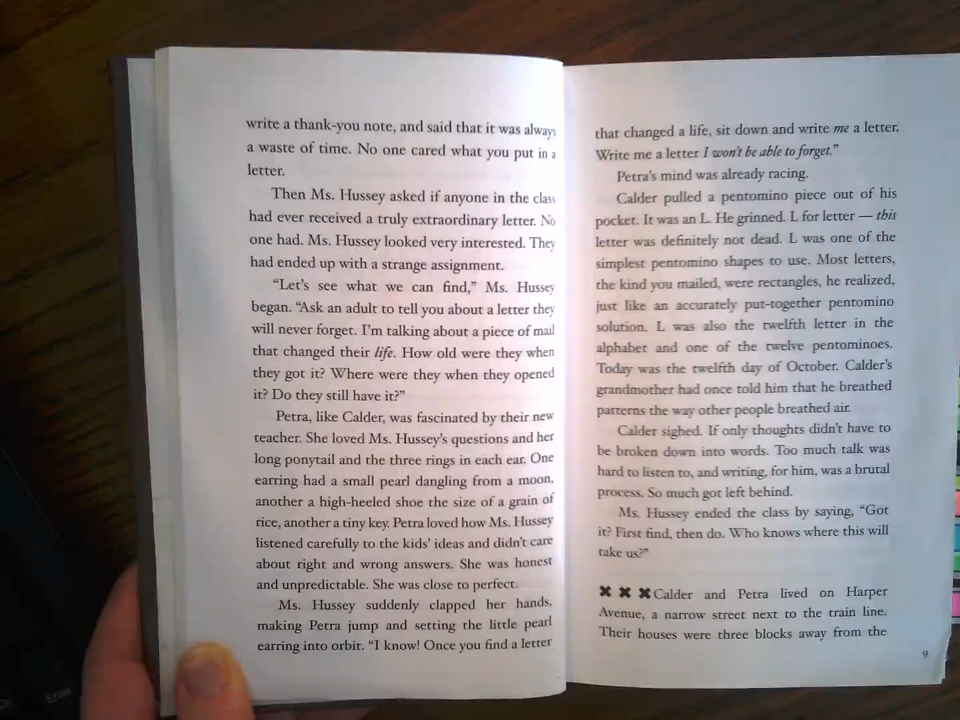 write a thank-you note, and said that it was always
a waste of time. No one cared what you put in a
letter.
Then Ms. Hussey asked if anyone in the class
had ever received a truly extraordinary letter. No
one had. Ms. Hussey looked very interested. They
had ended up with a strange assignment.
“Let’s see what we can find,” Ms. Hussey
began. “Ask an adult to tell you about a letter they
will never forget. I’m talking about a piece of mail
that changed their life. How old were they when
they got it? Where were they when they opened
it? Do they still have it?”
Petra, like Calder, was fascinated by their new
teacher. She loved Ms. Hussey’s questions and her
long ponytail and the three rings in each ear. One
earring had a small pearl dangling from a moon,
another a high-heeled shoe the size of a grain of
rice, another a tiny key. Petra loved how Ms. Hussey
listened carefully to the kids’ ideas and didn’t care
about right and wrong answers. She was honest
and unpredictable. She was close to perfect.
Ms. Hussey suddenly clapped her hands,
making Petra jump and setting the little pearl
earring into orbit. “I know! Once you find a letter
that changed a life, sit down and write me a letter.
Write me a letter I won’t be able to forget.”
Petra’s mind was already racing.
Calder pulled a pentomino piece out of his
pocket. It was an L. He grinned. L for letter — this
letter was definitely not dead. L was one of the
simplest pentomino shapes to use. Most letters,
the kind you mailed, were rectangles, he realized,
just like an accurately put-together pentomino
solution. L was also the twelfth letter in the
alphabet and one of the twelve pentominoes.
Today was the twelfth day of October. Calder’s
grandmother had once told him that he breathed
patterns the way other people breathed air.
Calder sighed. If only thoughts didn’t have to
be broken down into words. Too much talk was
hard to listen to, and writing, for him, was a brutal
process. So much got left behind.
Ms. Hussey ended the class by saying, “Got
it? First find, then do. Who knows where this will
take us?”
✖ ✖ ✖ Calder and Petra lived on Harper
Avenue, a narrow street next to the train line.
Their houses were three blocks away from the
9